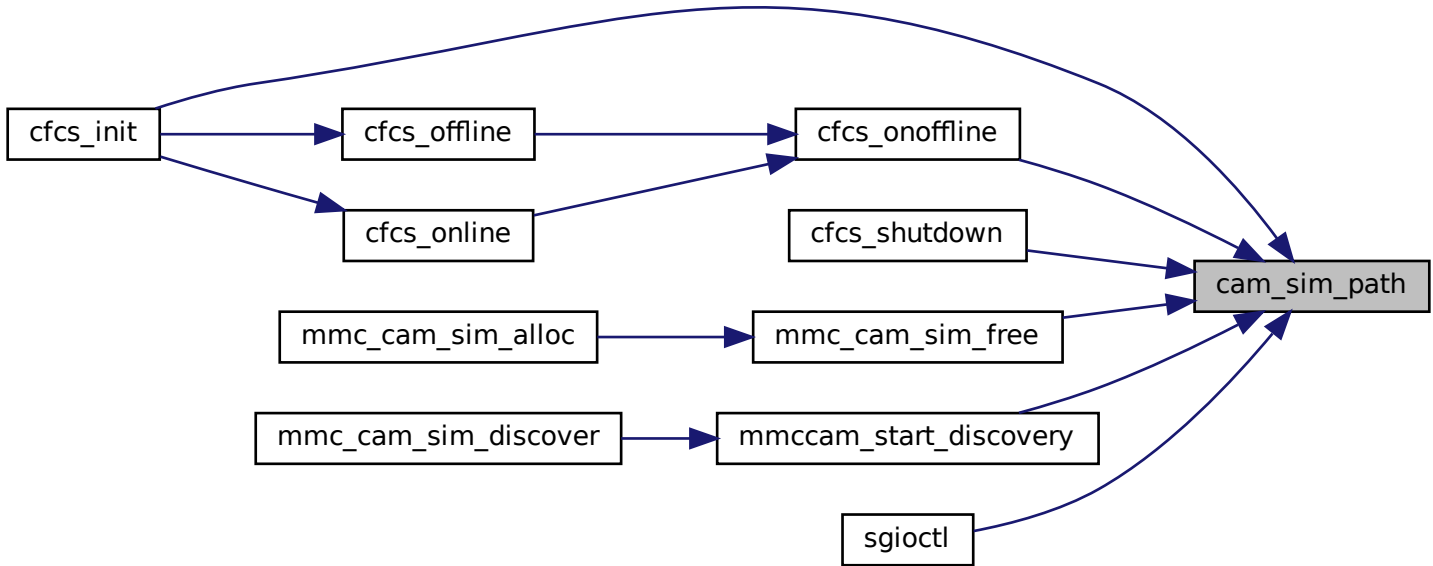 cfcs_init
cfcs_offline
cfcs_onoffline
cfcs_online
cfcs_shutdown
cam_sim_path
mmc_cam_sim_alloc
mmc_cam_sim_free
mmc_cam_sim_discover
mmccam_start_discovery
sgioctl